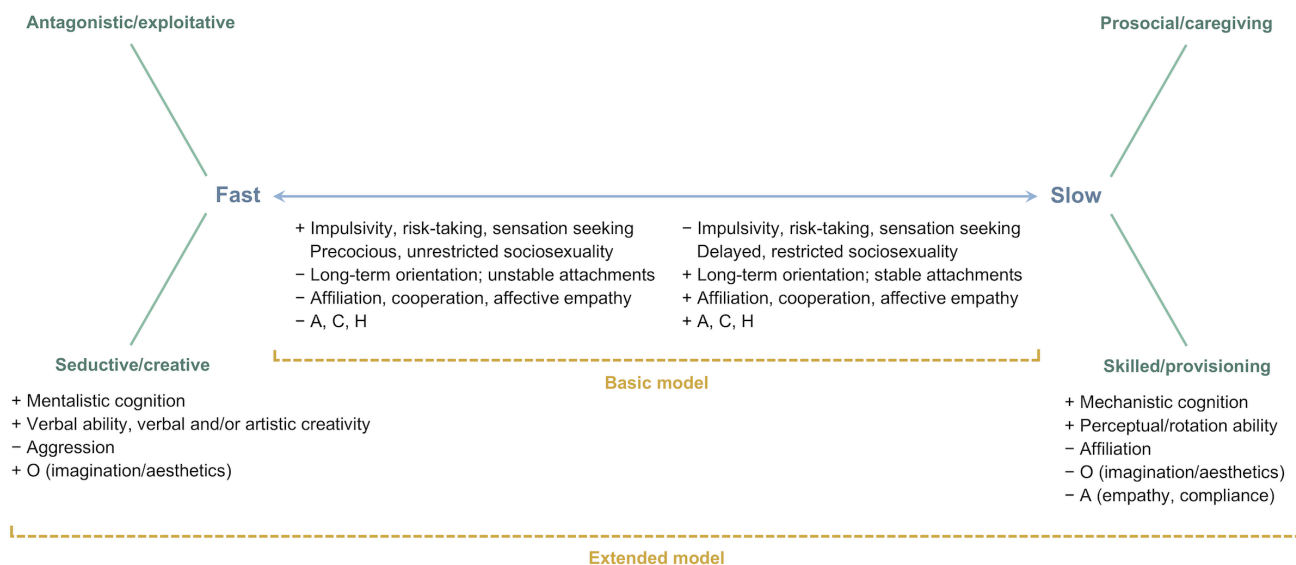 Antagonistic/exploitative
Prosocial/caregiving
Fast
Slow
+ Impulsivity, risk-taking, sensation seeking
Precocious, unrestricted sociosexuality
− Long-term orientation; unstable attachments
− Affiliation, cooperation, affective empathy
− A, C, H
− Impulsivity, risk-taking, sensation seeking
Delayed, restricted sociosexuality
+ Long-term orientation; stable attachments
+ Affiliation, cooperation, affective empathy
+ A, C, H
Basic model
Seductive/creative
+ Mentalistic cognition
+ Verbal ability, verbal and/or artistic creativity
− Aggression
+ O (imagination/aesthetics)
Skilled/provisioning
+ Mechanistic cognition
+ Perceptual/rotation ability
− Affiliation
− O (imagination/aesthetics)
− A (empathy, compliance)
Extended model